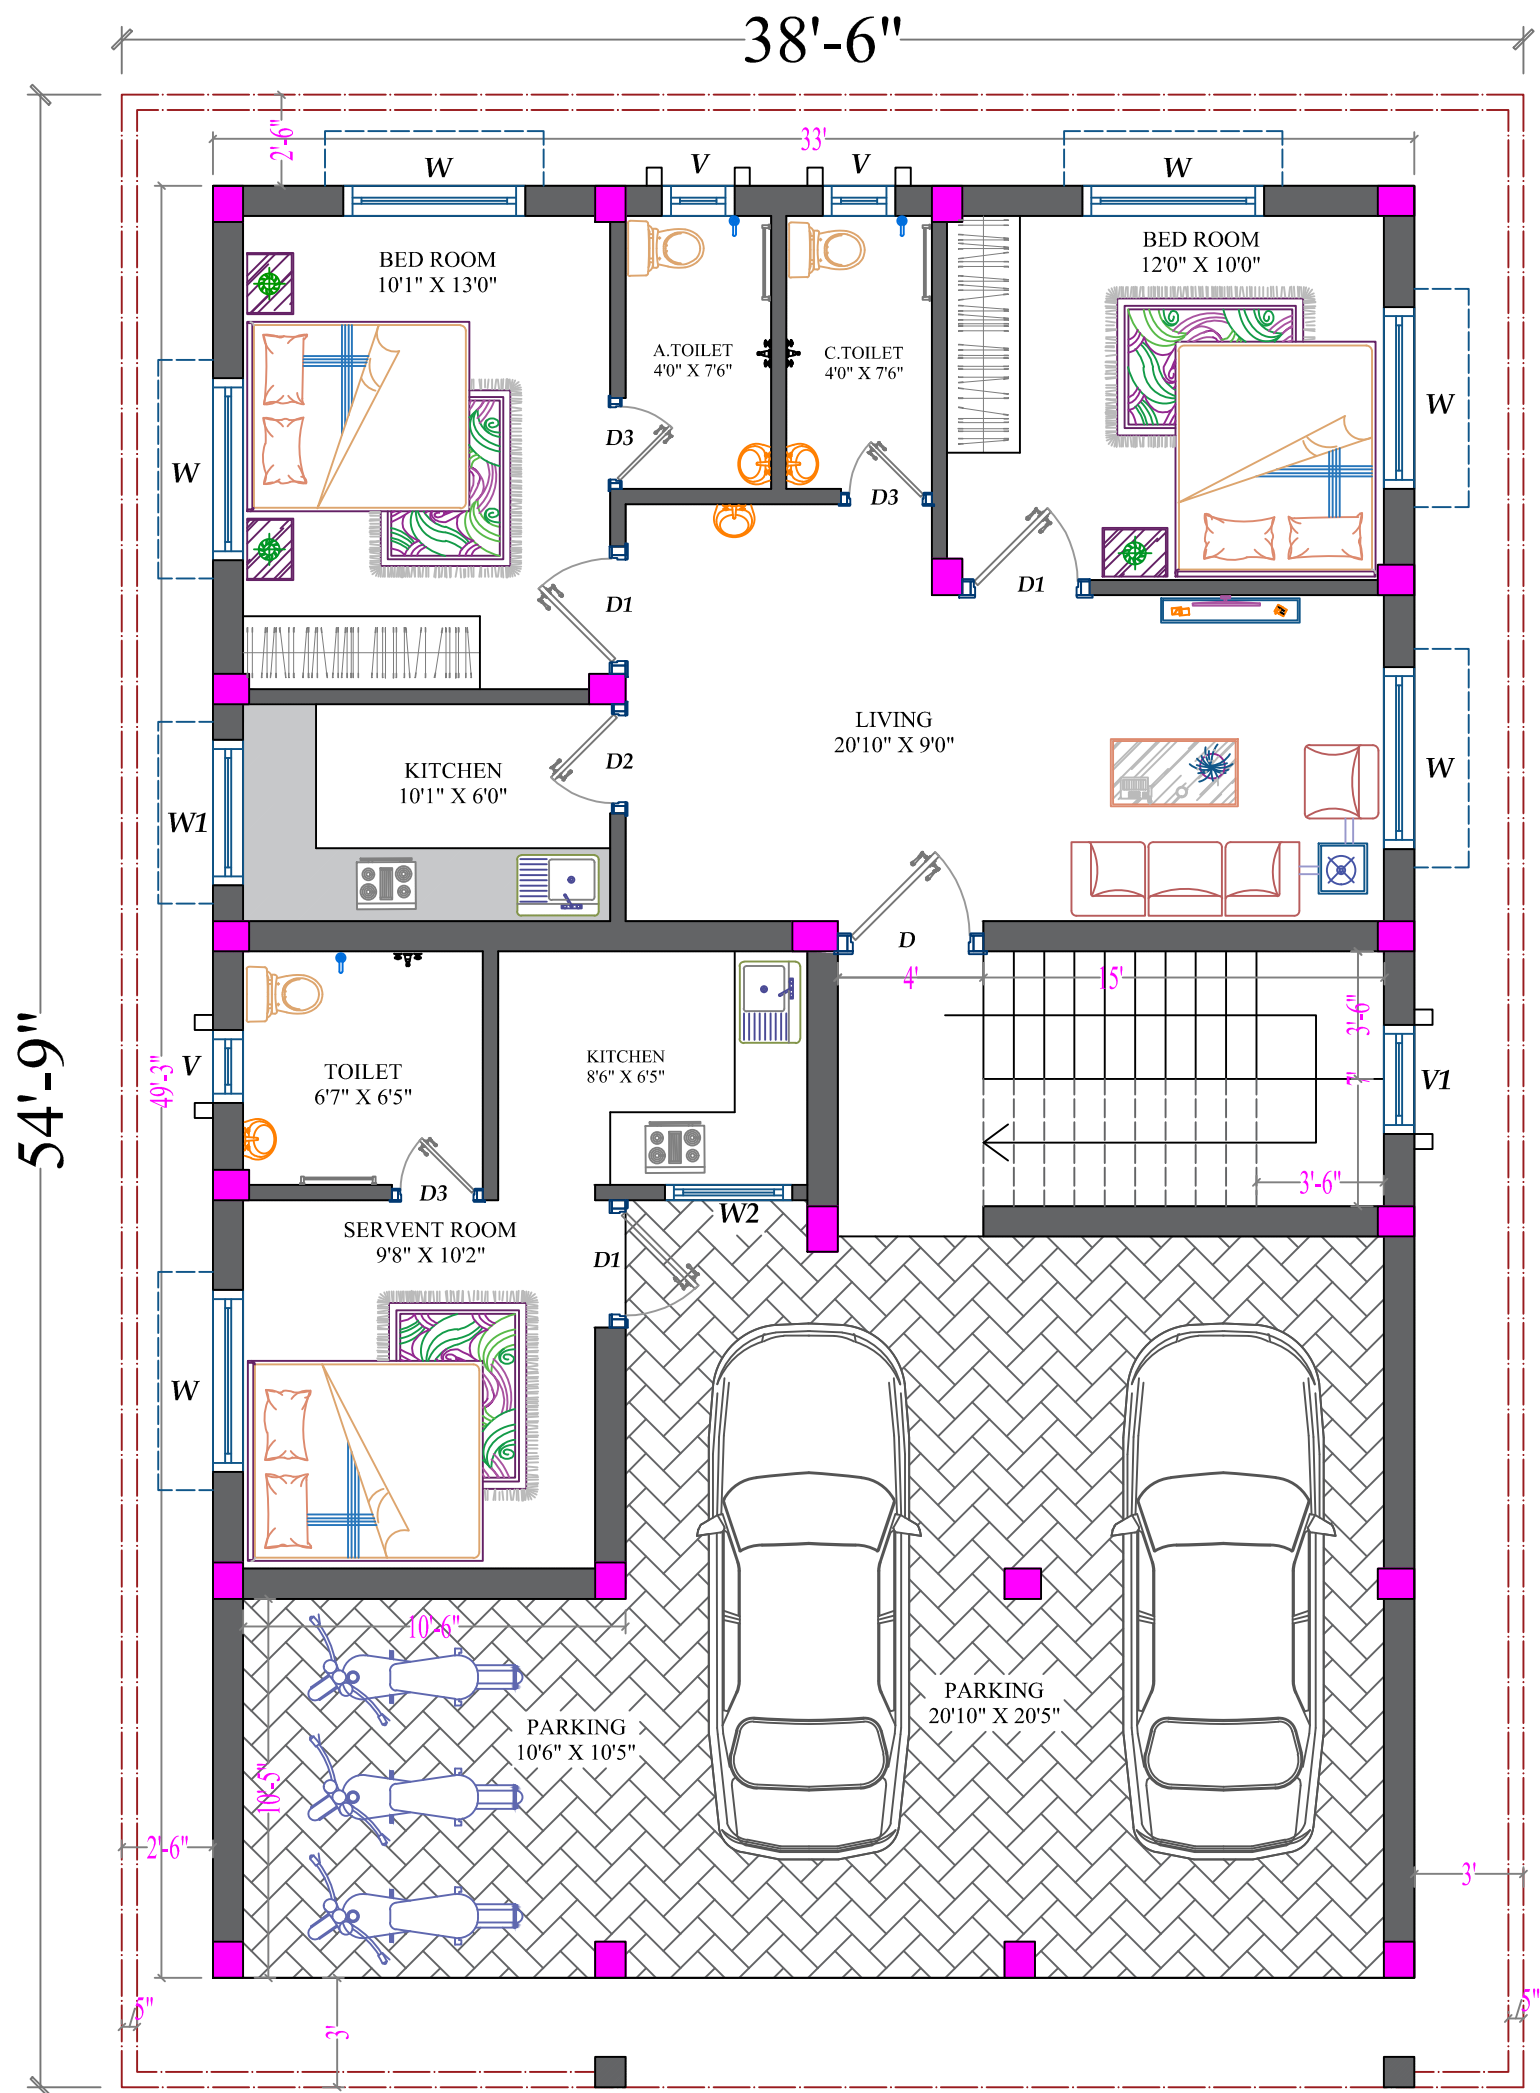 38'-6"
2'-6"
33'
W
V
V
W
BED ROOM
10'1" X 13'0"
BED ROOM
12'0" X 10'0"
A.TOILET
4'0" X 7'6"
C.TOILET
4'0" X 7'6"
W
W
D3
D3
D1
D1
LIVING
20'10" X 9'0"
KITCHEN
10'1" X 6'0"
D2
W
W1
D
4'
15'
3'-6"
54'-9"
49'-3"
V
TOILET
6'7" X 6'5"
KITCHEN
8'6" X 6'5"
V1
D3
3'-6"
W2
SERVENT ROOM
9'8" X 10'2"
D1
W
10'-6"
PARKING
10'6" X 10'5"
PARKING
20'10" X 20'5"
10'-5"
2'-6"
3'
5"
3'
5"